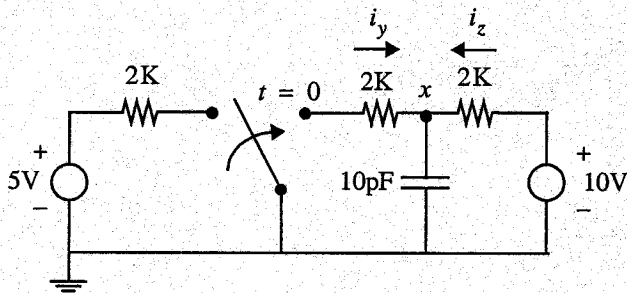 i_y i_z
2K t = 0 2K x 2K
+ +
5V 10pF 10V
− −